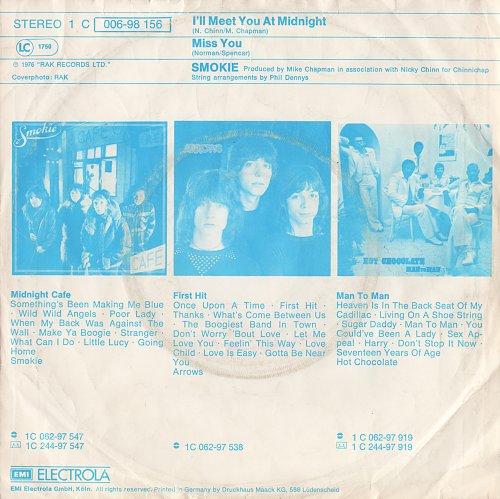 STEREO 1 C 006-98 156
I'll Meet You At Midnight
(N. Chinn/M. Chapman)
Miss You
(Norman/Spencer)
LC 1750
℗ 1976 "RAK RECORDS LTD."
Coverphoto: RAK
SMOKIE Produced by Mike Chapman in association with Nicky Chinn for Chinnichap
String arrangements by Phil Dennys
Smokie
CAFE
ARROWS
HOT CHOCOLATE
MAN TO MAN
Midnight Cafe
Something's Been Making Me Blue
· Wild Wild Angels · Poor Lady ·
When My Back Was Against The
Wall · Make Ya Boogie · Stranger ·
What Can I Do · Little Lucy · Going
Home
Smokie
1C 062-97 547
1C 244-97 547
First Hit
Once Upon A Time · First Hit ·
Thanks · What's Come Between Us
· The Boogiest Band In Town ·
Don't Worry 'Bout Love · Let Me
Love You · Feelin' This Way · Love
Child · Love Is Easy · Gotta Be Near
You
Arrows
1C 062-97 538
Man To Man
Heaven Is In The Back Seat Of My
Cadillac · Living On A Shoe String
· Sugar Daddy · Man To Man · You
Could've Been A Lady · Sex Ap-
peal · Harry · Don't Stop It Now ·
Seventeen Years Of Age
Hot Chocolate
1 C 062-97 919
1 C 244-97 919
EMI ELECTROLA
EMI Electrola GmbH, Köln. All rights reserved. Printed in Germany by Druckhaus Maack KG, 588 Lüdenscheid